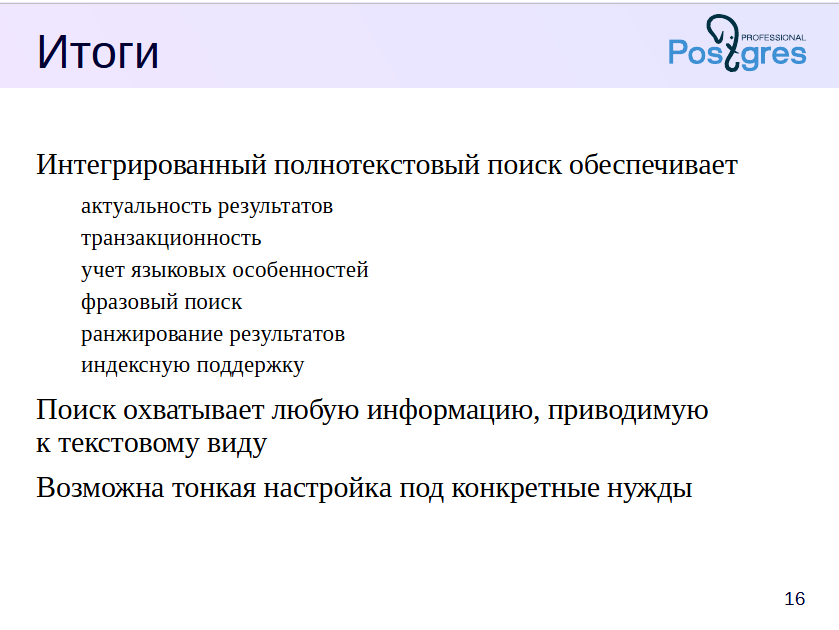 Итоги
PROFESSIONAL
Postgres
Интегрированный полнотекстовый поиск обеспечивает
актуальность результатов
транзакционность
учет языковых особенностей
фразовый поиск
ранжирование результатов
индексную поддержку
Поиск охватывает любую информацию, приводимую
к текстовому виду
Возможна тонкая настройка под конкретные нужды
16